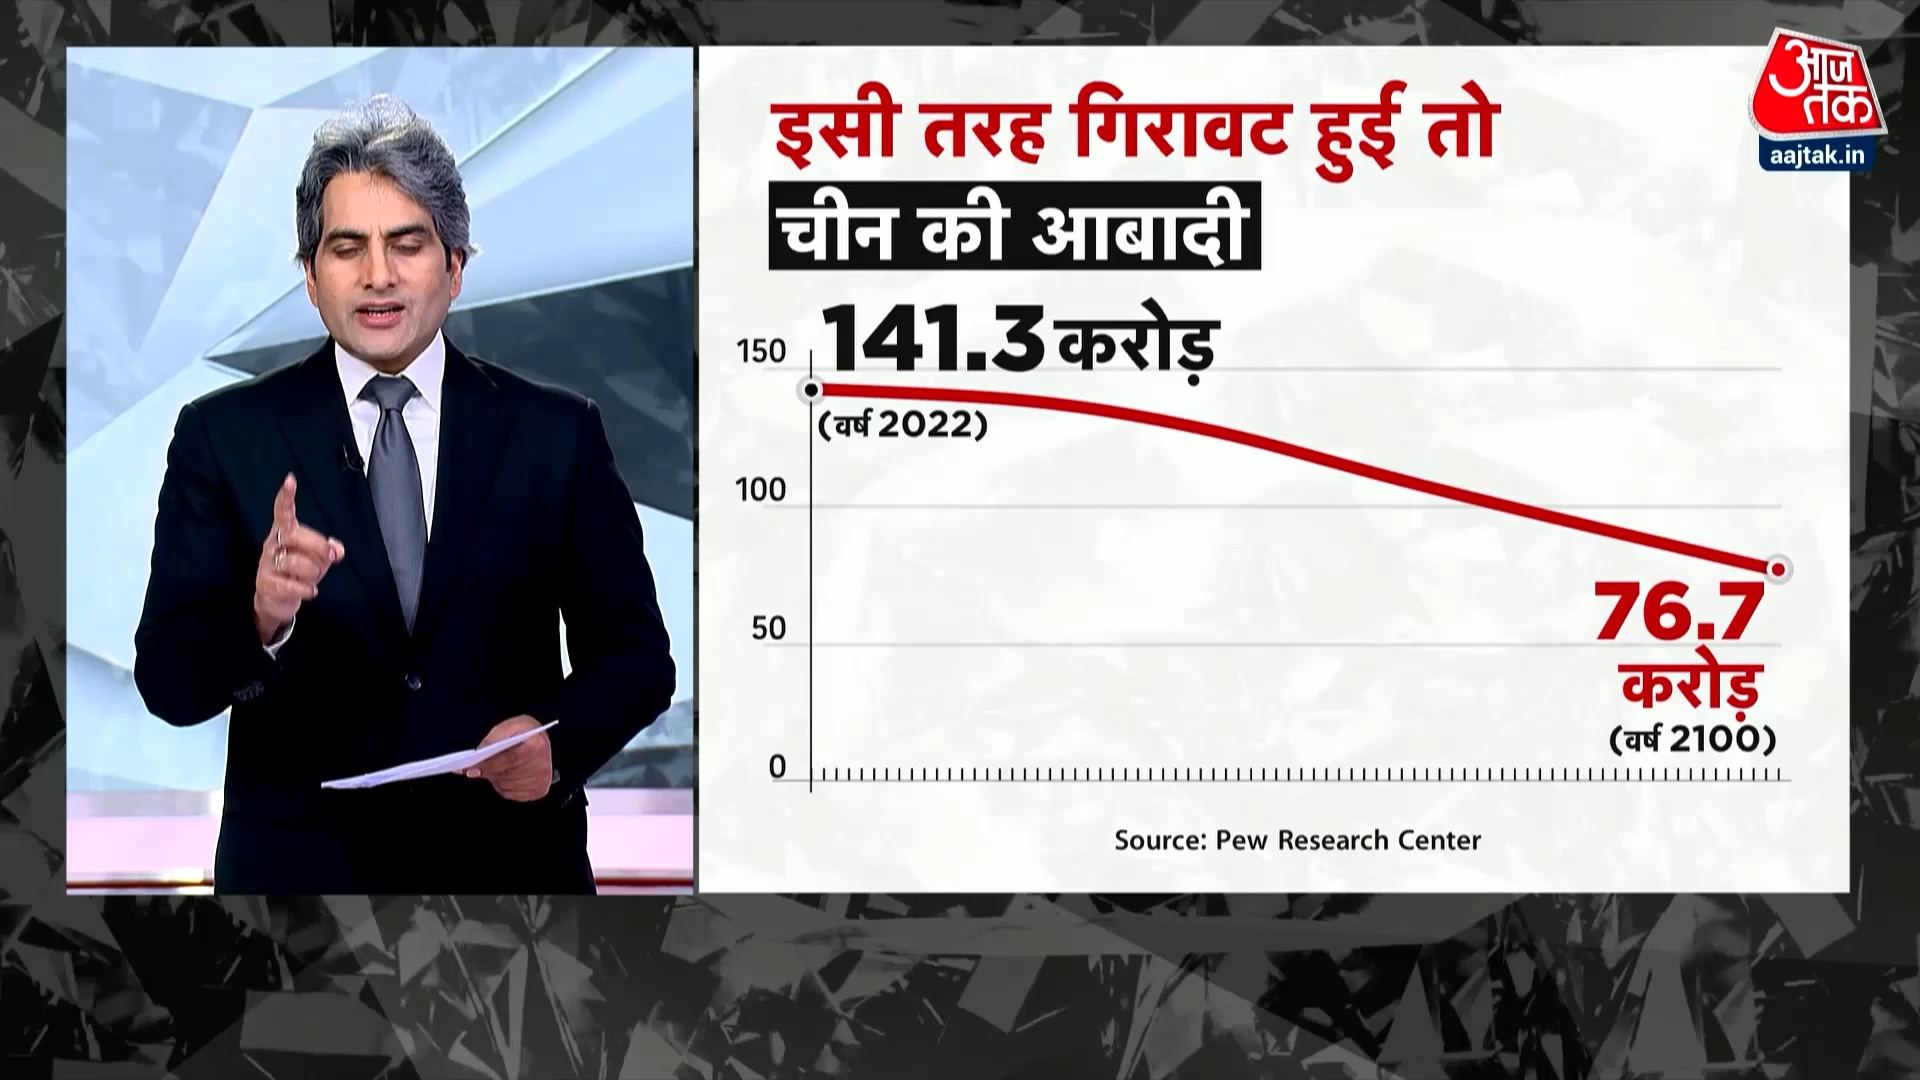 आज
तक
aajtak.in
इसी तरह गिरावट हुई तो
चीन की आबादी
141.3 करोड़
(वर्ष 2022)
150
100
50
0
76.7
करोड़
(वर्ष 2100)
Source: Pew Research Center